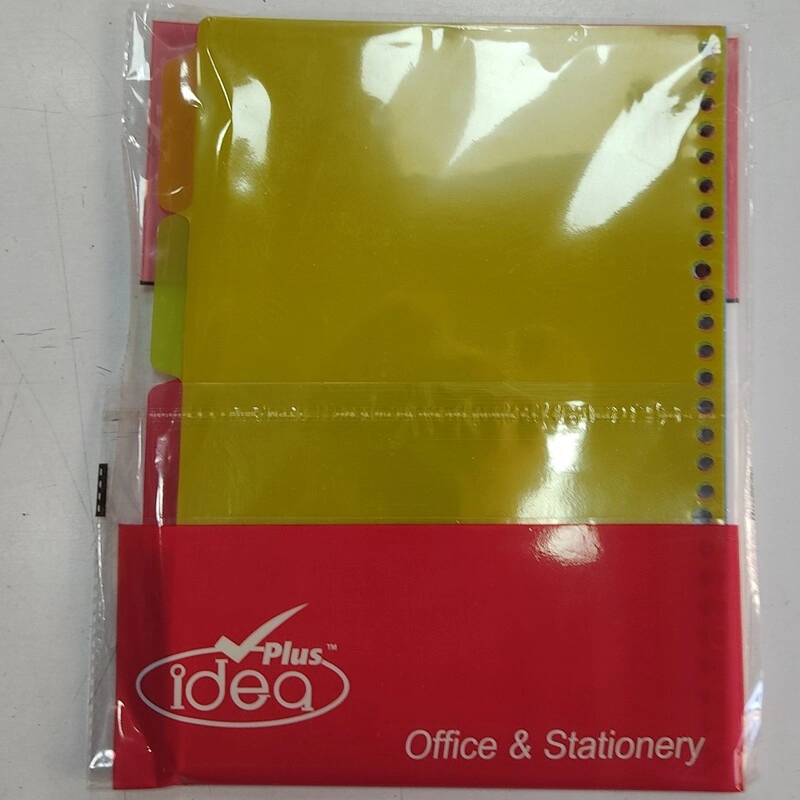 Plus™
idea
Office & Stationery